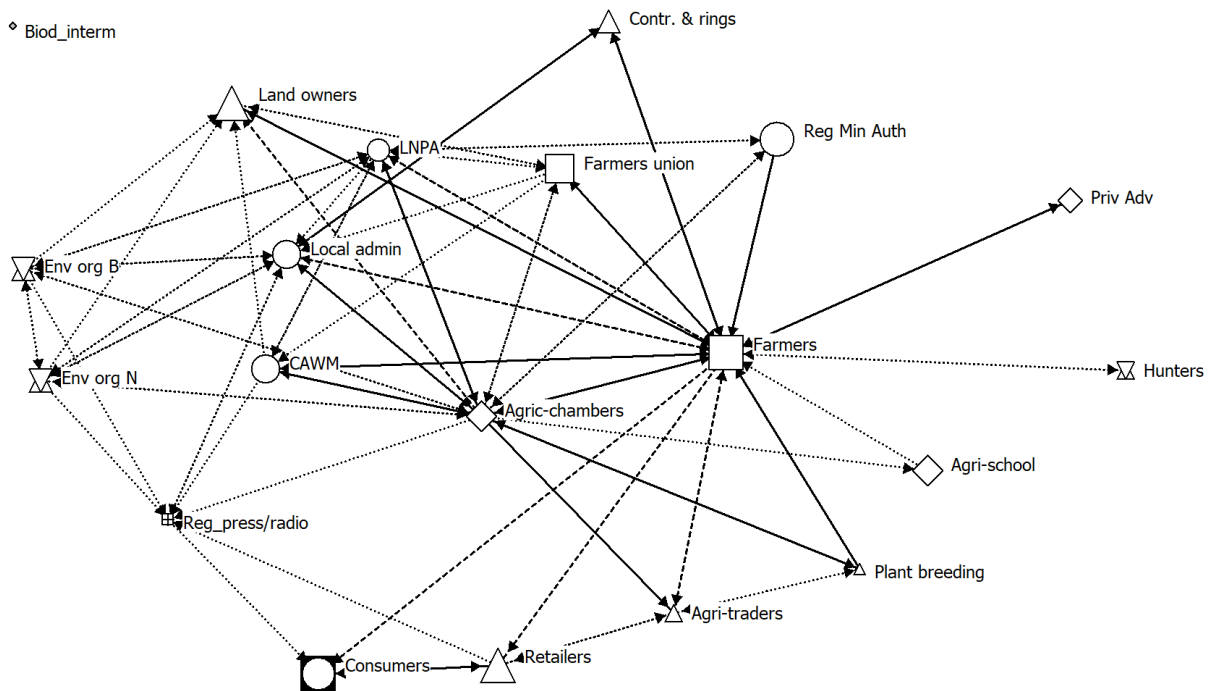 Contr. & rings
Biod_interm
Land owners
Reg Min Auth
LNPA
Farmers union
Priv Adv
Local admin
Env org B
Farmers
CAWM
Hunters
Env org N
Agric-chambers
Agri-school
Reg_press/radio
Plant breeding
Agri-traders
Retailers
Consumers